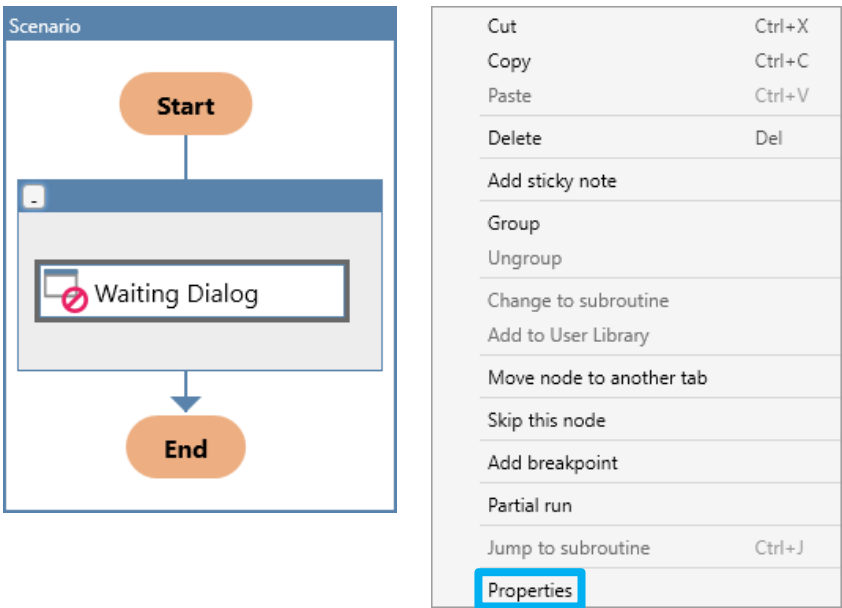 Scenario
Start
-
Waiting Dialog
End
Cut Ctrl+X
Copy Ctrl+C
Paste Ctrl+V
Delete Del
Add sticky note
Group
Ungroup
Change to subroutine
Add to User Library
Move node to another tab
Skip this node
Add breakpoint
Partial run
Jump to subroutine Ctrl+J
Properties